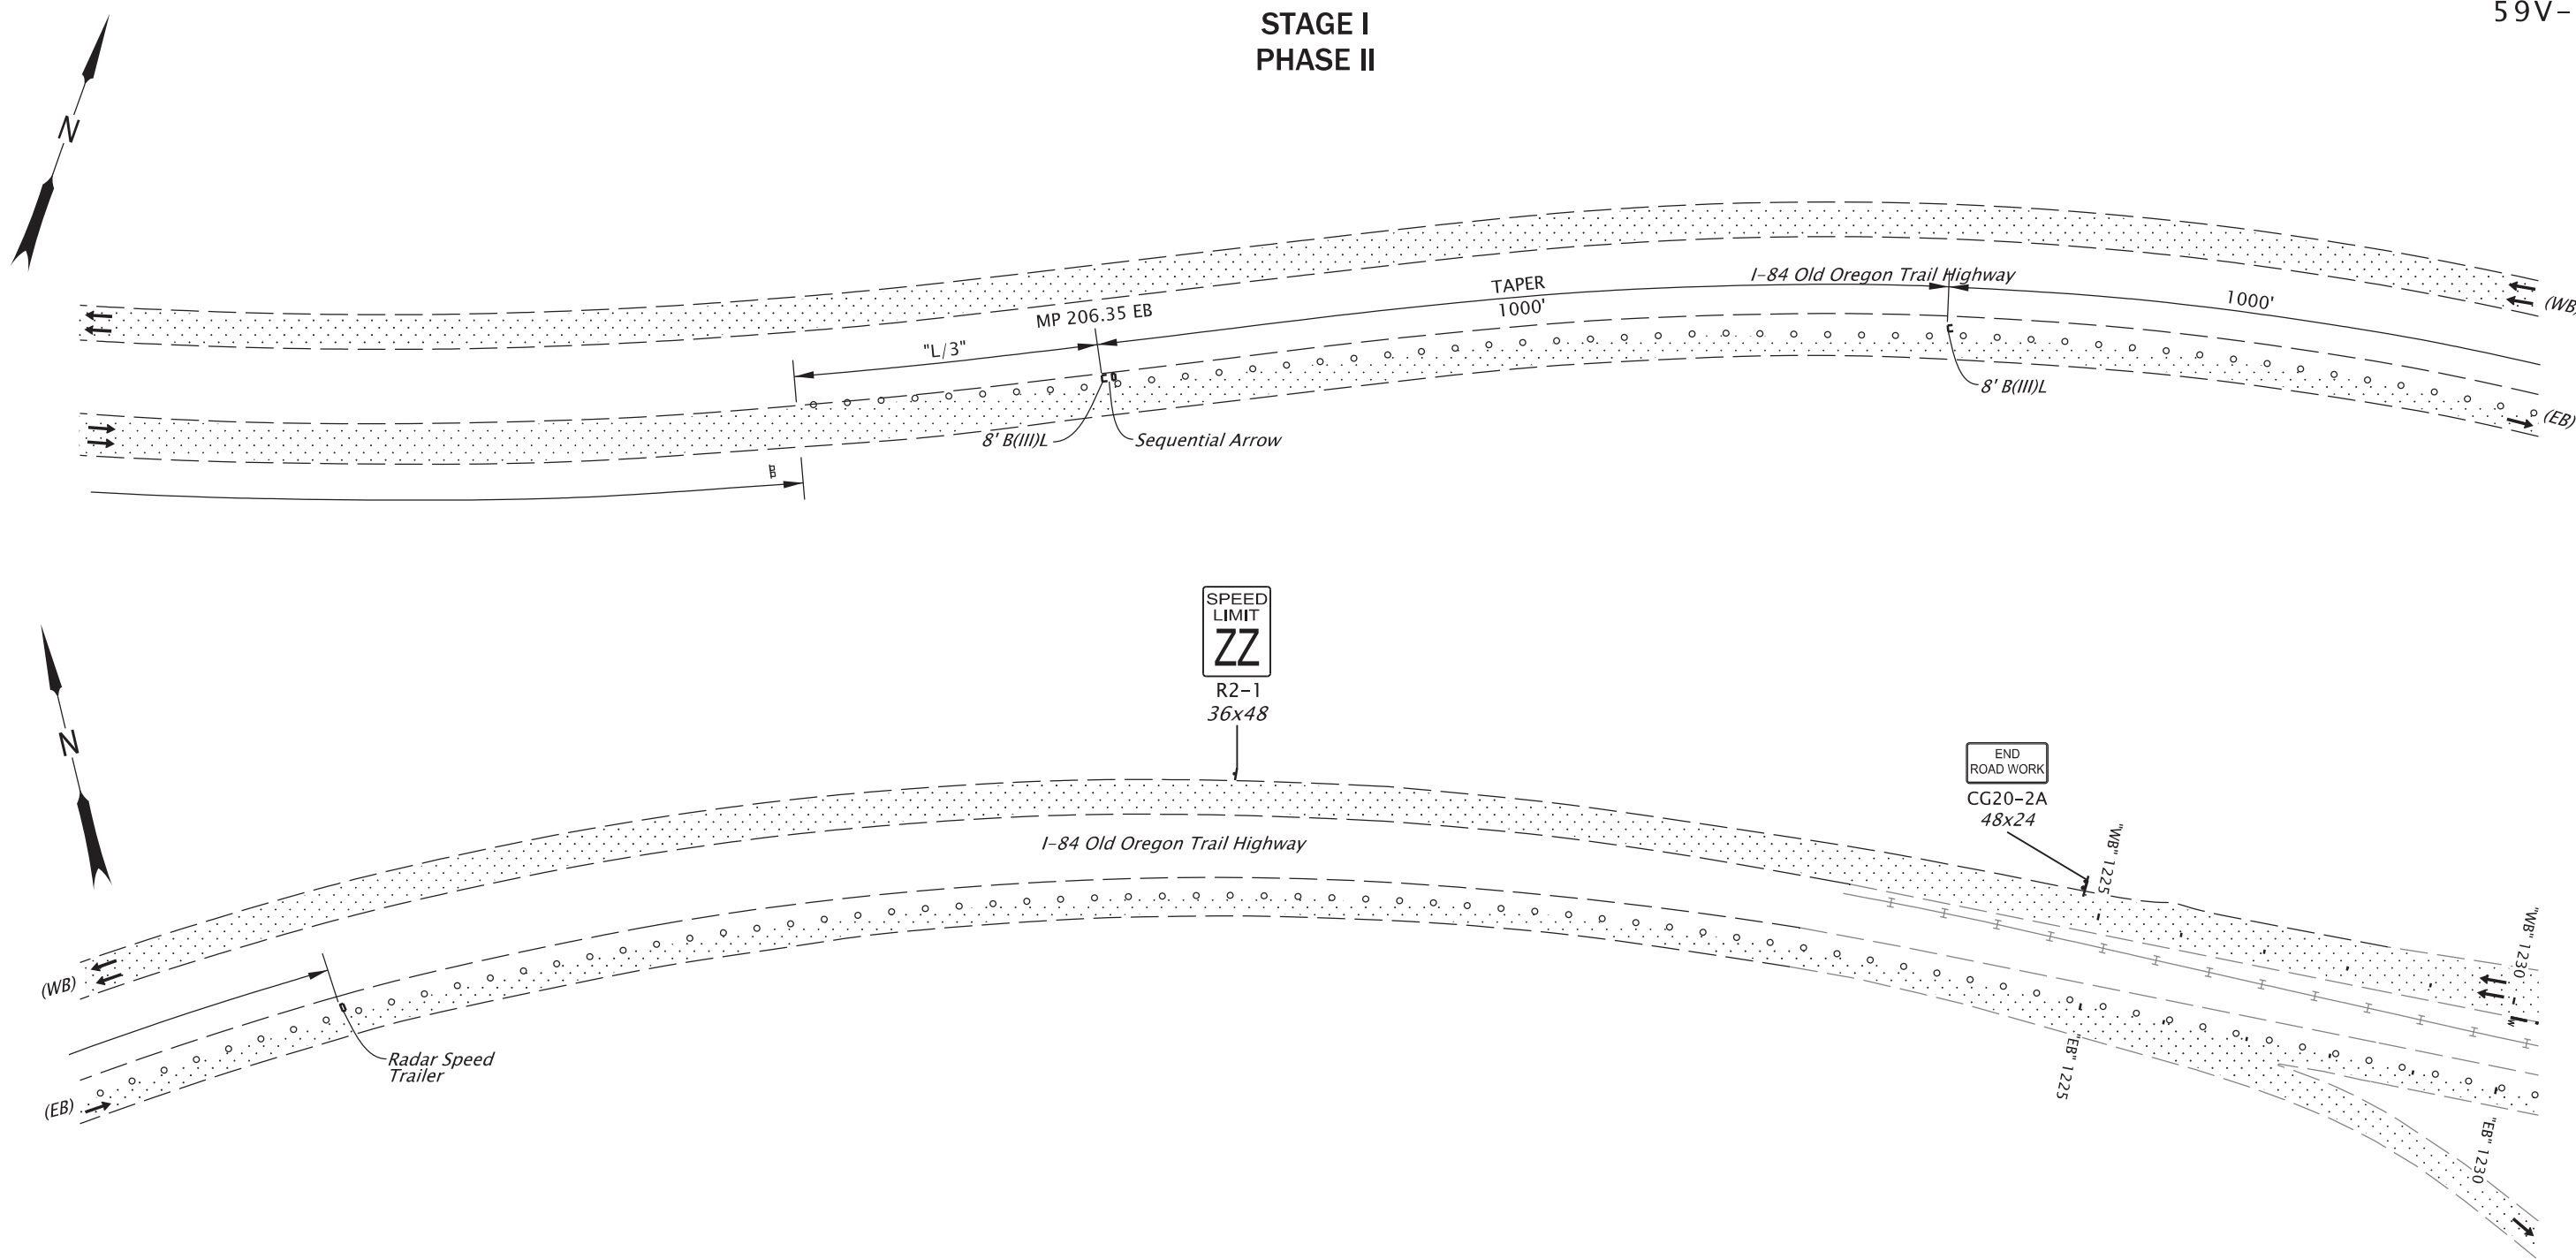 STAGE I
PHASE II
59V-
N
I-84 Old Oregon Trail Highway
TAPER
1000'
1000'
MP 206.35 EB
"L/3"
(WB
(EB)
8' B(III)L
8' B(III)L
Sequential Arrow
SPEED
LIMIT
ZZ
R2-1
36x48
N
END
ROAD WORK
CG20-2A
48x24
"WB" 1225
I-84 Old Oregon Trail Highway
"WB" 1230
(WB)
Radar Speed
Trailer
(EB)
"EB" 1225
"EB" 1230